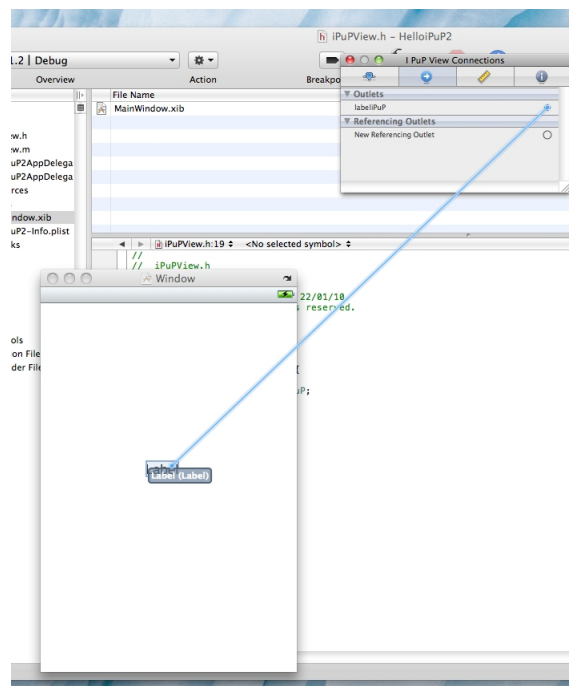 iPuPView.h - HelloiPuP2
1.2 | Debug
I PuP View Connections
Overview
Action
Breakpo
File Name
Outlets
MainWindow.xib
labeliPuP
Referencing Outlets
New Referencing Outlet
ew.h
ew.m
uP2AppDelega
uP2AppDelega
rces
ndow.xib
uP2-Info.plist
ks
iPuPView.h:19
<No selected symbol>
//
// iPuPView.h
Window
22/01/10.
s reserved.
ols
on File
der File
{
uP;
Label
Label (Label)